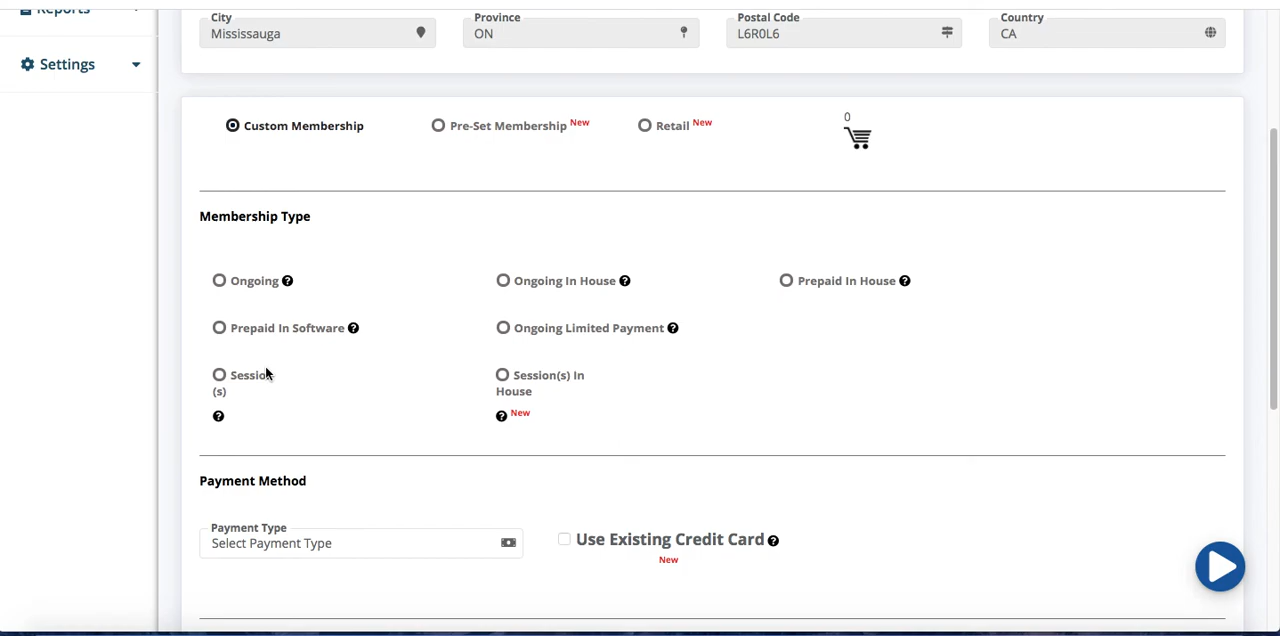 Reports
Settings
City
Mississauga
Province
ON
Postal Code
L6R0L6
Country
CA
Custom Membership
Pre-Set Membership New
Retail New
0
Membership Type
Ongoing
Ongoing In House
Prepaid In House
Prepaid In Software
Ongoing Limited Payment
Session
(s)
Session(s) In
House
New
Payment Method
Payment Type
Select Payment Type
Use Existing Credit Card
New